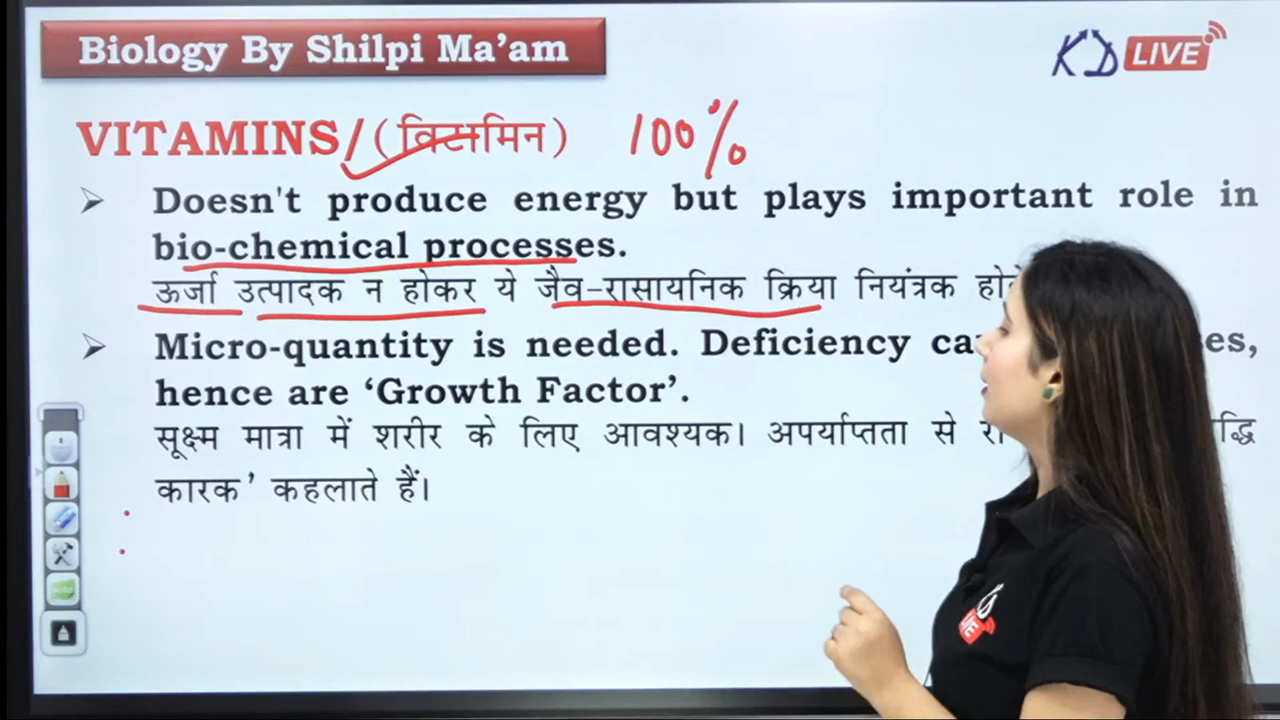 Biology By Shilpi Ma'am
KD LIVE
VITAMINS/(विटामिन) 100%
Doesn't produce energy but plays important role in
bio-chemical processes.
ऊर्जा उत्पादक न होकर ये जैव-रासायनिक क्रिया नियंत्रक
Micro-quantity is needed. Deficiency
hence are 'Growth Factor'.
सूक्ष्म मात्रा में शरीर के लिए आवश्यक। अपर्याप्तता से
कारक' कहलाते हैं।